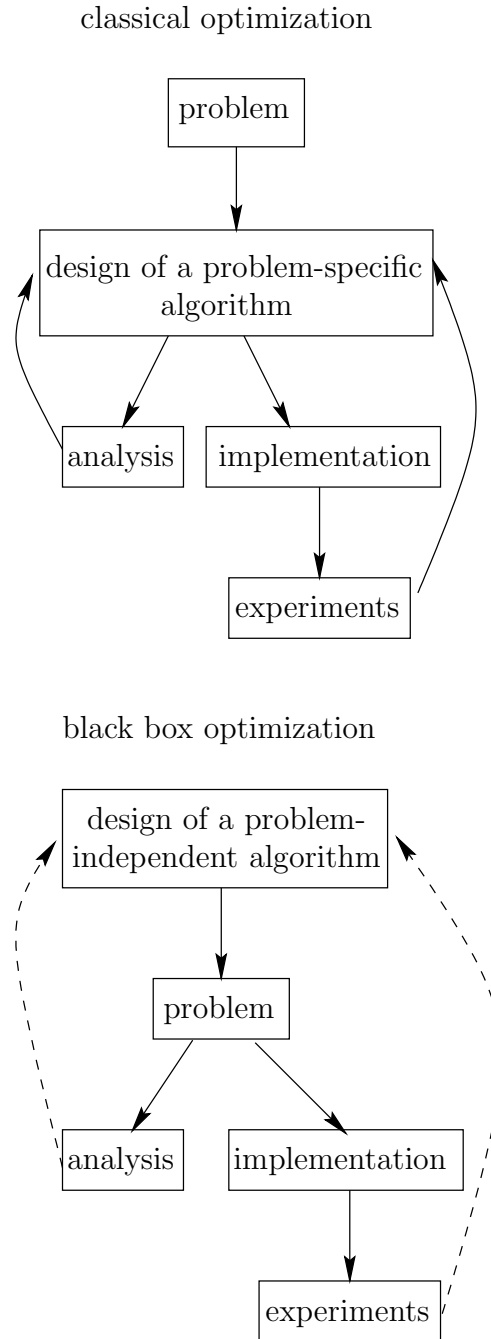 classical optimization
problem
design of a problem-specific
algorithm
analysis
implementation
experiments
black box optimization
design of a problem-
independent algorithm
problem
analysis
implementation
experiments